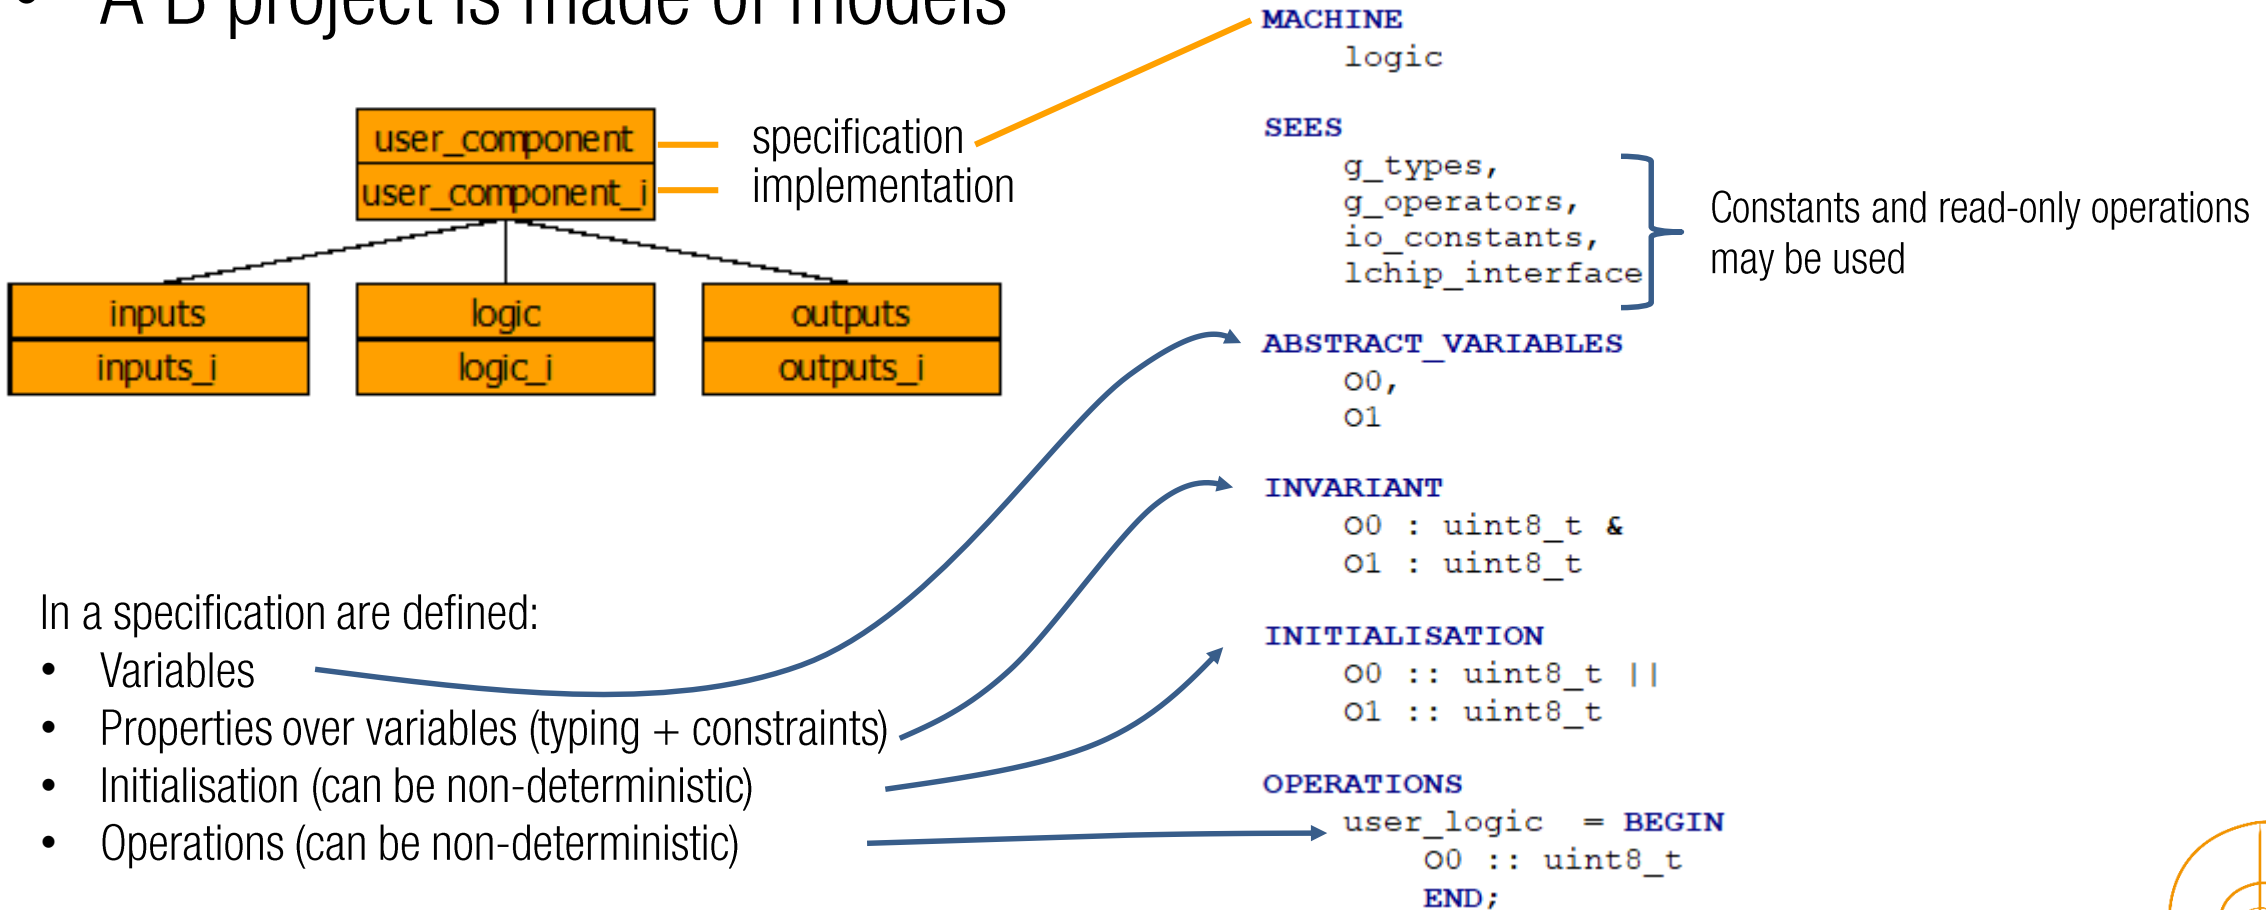 • A B project is made of models
user_component
user_component_i
specification
implementation
inputs
inputs_i
logic
logic_i
outputs
outputs_i
In a specification are defined:
• Variables
• Properties over variables (typing + constraints)
• Initialisation (can be non-deterministic)
• Operations (can be non-deterministic)
MACHINE
logic
SEES
g_types,
g_operators,
io_constants,
lchip_interface
Constants and read-only operations
may be used
ABSTRACT_VARIABLES
O0,
O1
INVARIANT
O0 : uint8_t &
O1 : uint8_t
INITIALISATION
O0 :: uint8_t ||
O1 :: uint8_t
OPERATIONS
user_logic = BEGIN
O0 :: uint8_t
END;